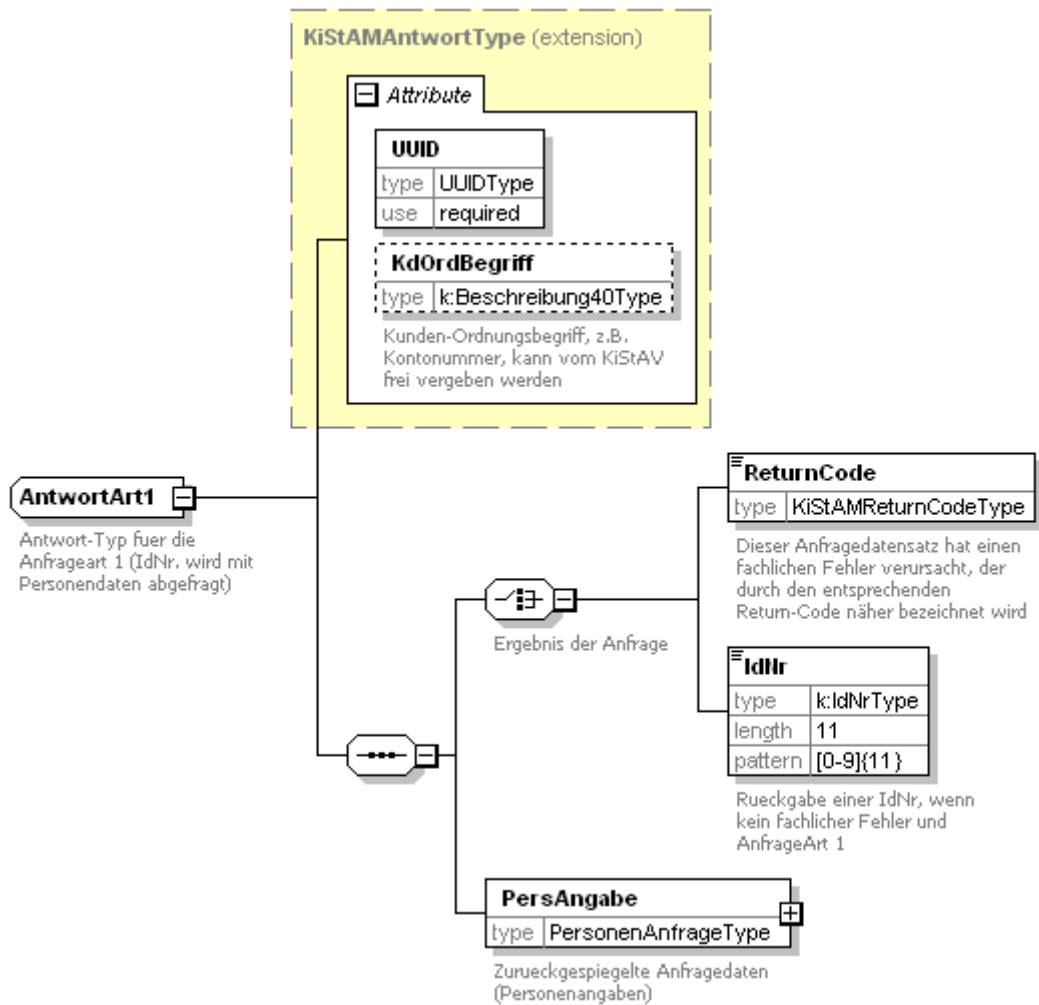 KiStAMAntwortType (extension)
Attribute
UUID
type UUIDType
use required
KdOrdBegriff
type k:Beschreibung40Type
Kunden-Ordnungsbegriff, z.B.
Kontonummer, kann vom KiStAV
frei vergeben werden
AntwortArt1
Antwort-Typ fuer die
Anfrageart 1 (IdNr. wird mit
Personendaten abgefragt)
Ergebnis der Anfrage
ReturnCode
type KiStAMReturnCodeType
Dieser Anfragedatensatz hat einen
fachlichen Fehler verursacht, der
durch den entsprechenden
Return-Code näher bezeichnet wird
IdNr
type k:IdNrType
length 11
pattern [0-9]{11}
Rueckgabe einer IdNr, wenn
kein fachlicher Fehler und
AnfrageArt 1
PersAngabe
type PersonenAnfrageType
Zurueckgespiegelte Anfragedaten
(Personenangaben)